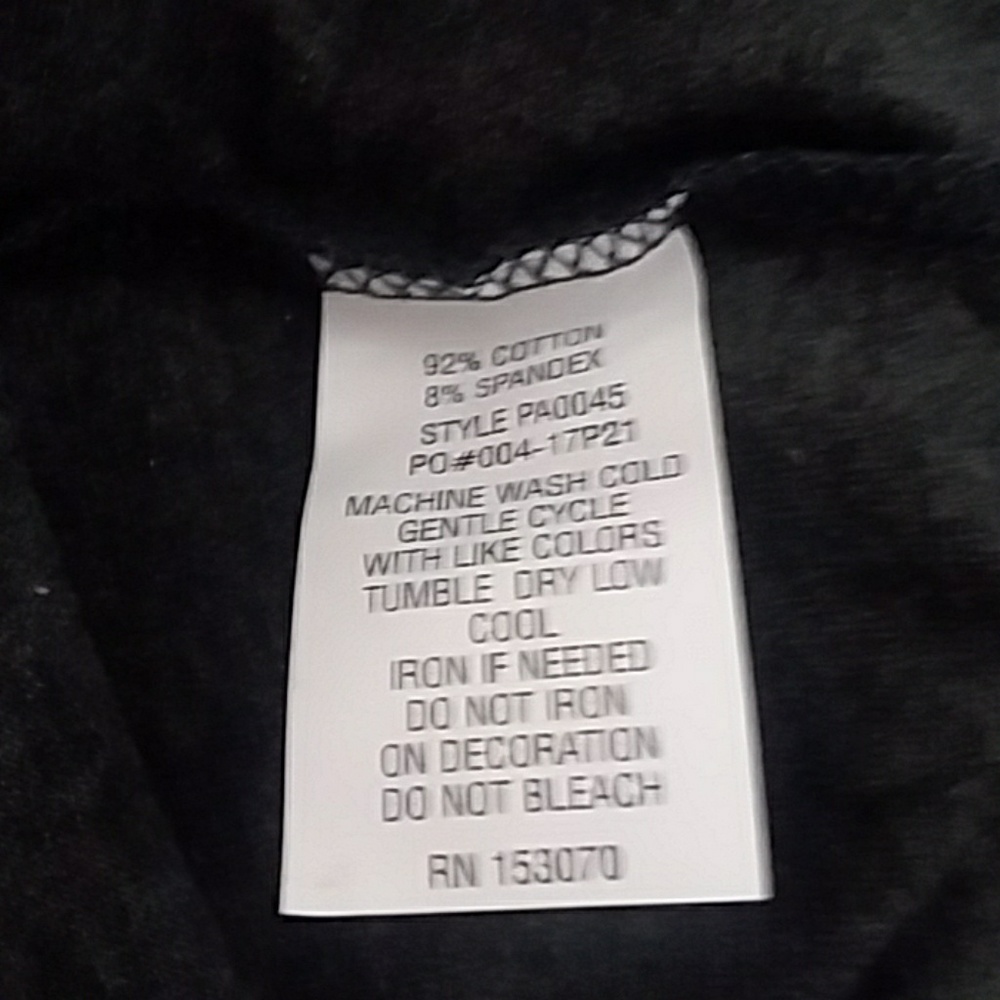 92% COTTON
8% SPANDEX
STYLE PA0045
PO#004-17P21
MACHINE WASH COLD
GENTLE CYCLE
WITH LIKE COLORS
TUMBLE DRY LOW
COOL
IRON IF NEEDED
DO NOT IRON
ON DECORATION
DO NOT BLEACH
RN 153070